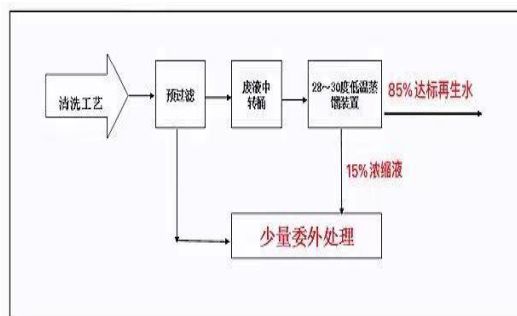 清洗工艺
预过滤
废液中
转桶
28～30度低温蒸
馏装置
85%达标再生水
15%浓缩液
少量委外处理